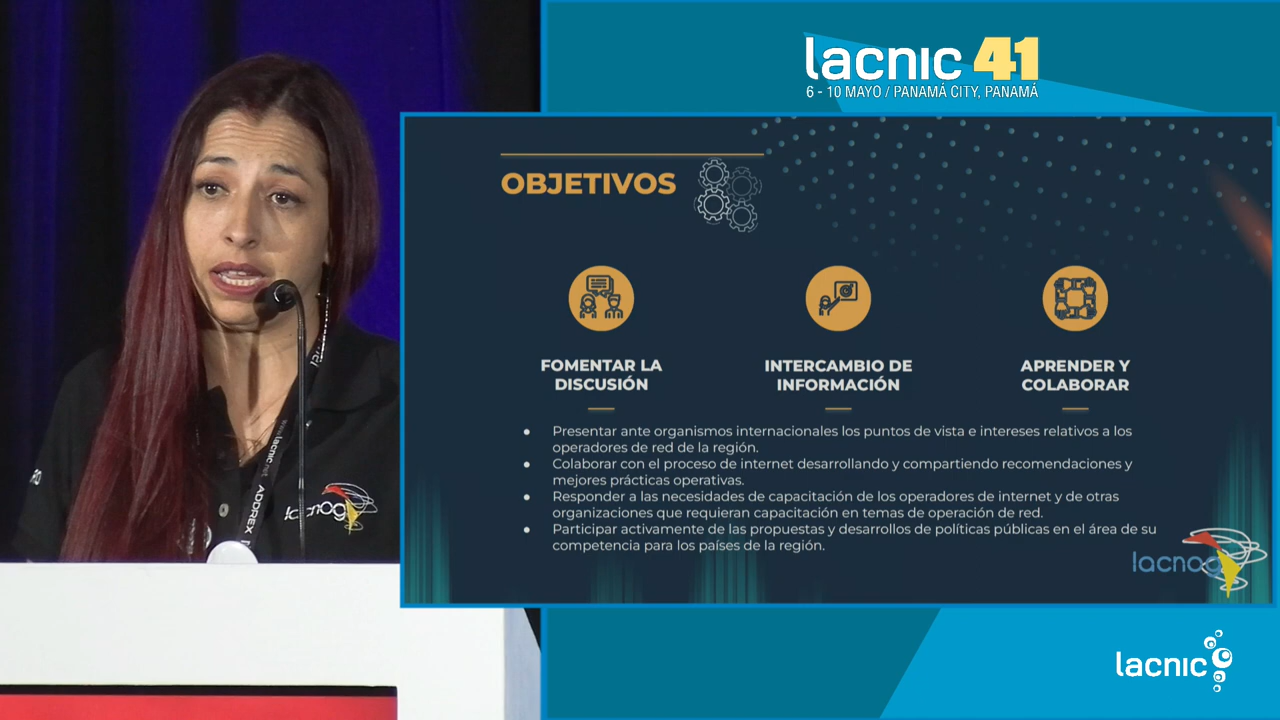 lacnic 41
6 - 10 MAYO / PANAMÁ CITY, PANAMÁ
OBJETIVOS
FOMENTAR LA
DISCUSIÓN
INTERCAMBIO DE
INFORMACIÓN
APRENDER Y
COLABORAR
● Presentar ante organismos internacionales los puntos de vista e intereses relativos a los
operadores de red de la región.
● Colaborar con el proceso de internet desarrollando y compartiendo recomendaciones y
mejores prácticas operativas.
● Responder a las necesidades de capacitación de los operadores de internet y de otras
organizaciones que requieran capacitación en temas de operación de red.
● Participar activamente de las propuestas y desarrollos de políticas públicas en el área de su
competencia para los países de la región.
lacnog
lacnic
lacnog
www.lacnic.net